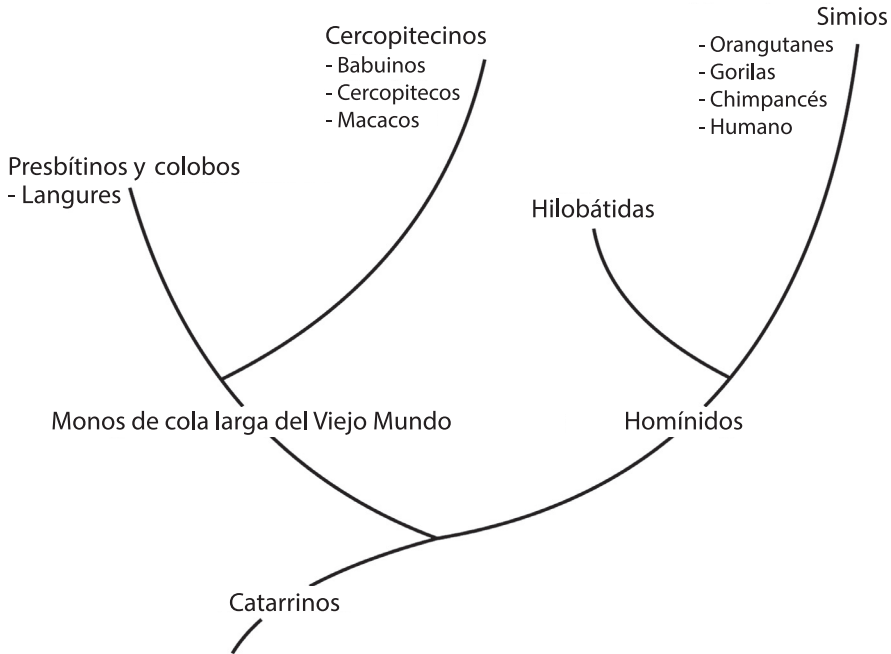 Simios
- Orangutanes
- Gorilas
- Chimpancés
- Humano
Cercopitecinos
- Babuinos
- Cercopitecos
- Macacos
Presbítinos y colobos
- Langures
Hilobátidas
Monos de cola larga del Viejo Mundo
Homínidos
Catarrinos